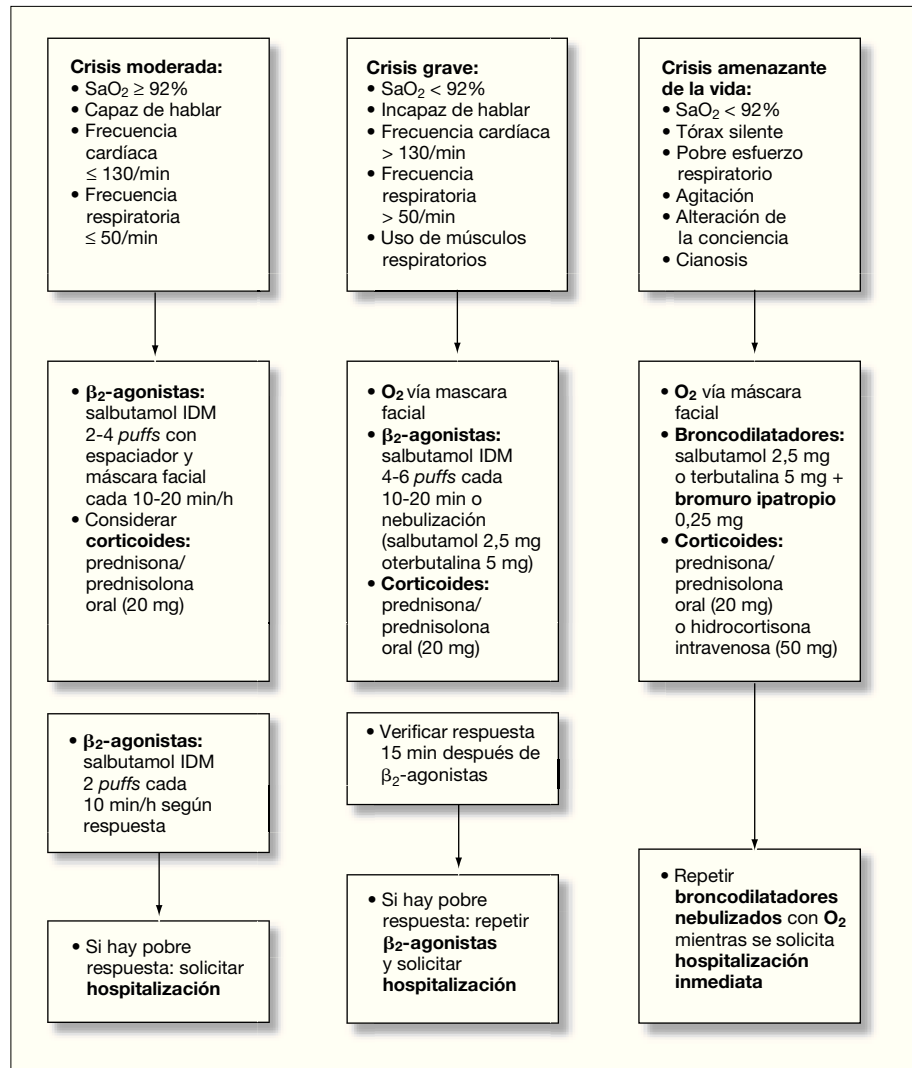 Crisis moderada:
• SaO₂ ≥ 92%
• Capaz de hablar
• Frecuencia
cardíaca
≤ 130/min
• Frecuencia
respiratoria
≤ 50/min
Crisis grave:
• SaO₂ < 92%
• Incapaz de hablar
• Frecuencia cardíaca
> 130/min
• Frecuencia
respiratoria
> 50/min
• Uso de músculos
respiratorios
Crisis amenazante
de la vida:
• SaO₂ < 92%
• Tórax silente
• Pobre esfuerzo
respiratorio
• Agitación
• Alteración de
la conciencia
• Cianosis
• β₂-agonistas:
salbutamol IDM
2-4 puffs con
espaciador y
máscara facial
cada 10-20 min/h
• Considerar
corticoides:
prednisona/
prednisolona
oral (20 mg)
• O₂ vía mascara
facial
• β₂-agonistas:
salbutamol IDM
4-6 puffs cada
10-20 min o
nebulización
(salbutamol 2,5 mg
oterbutalina 5 mg)
• Corticoides:
prednisona/
prednisolona
oral (20 mg)
• O₂ vía máscara
facial
• Broncodilatadores:
salbutamol 2,5 mg
o terbutalina 5 mg +
bromuro ipatropio
0,25 mg
• Corticoides:
prednisona/
prednisolona
oral (20 mg)
o hidrocortisona
intravenosa (50 mg)
• β₂-agonistas:
salbutamol IDM
2 puffs cada
10 min/h según
respuesta
• Verificar respuesta
15 min después de
β₂-agonistas
• Si hay pobre
respuesta: solicitar
hospitalización
• Si hay pobre
respuesta: repetir
β₂-agonistas
y solicitar
hospitalización
• Repetir
broncodilatadores
nebulizados con O₂
mientras se solicita
hospitalización
inmediata